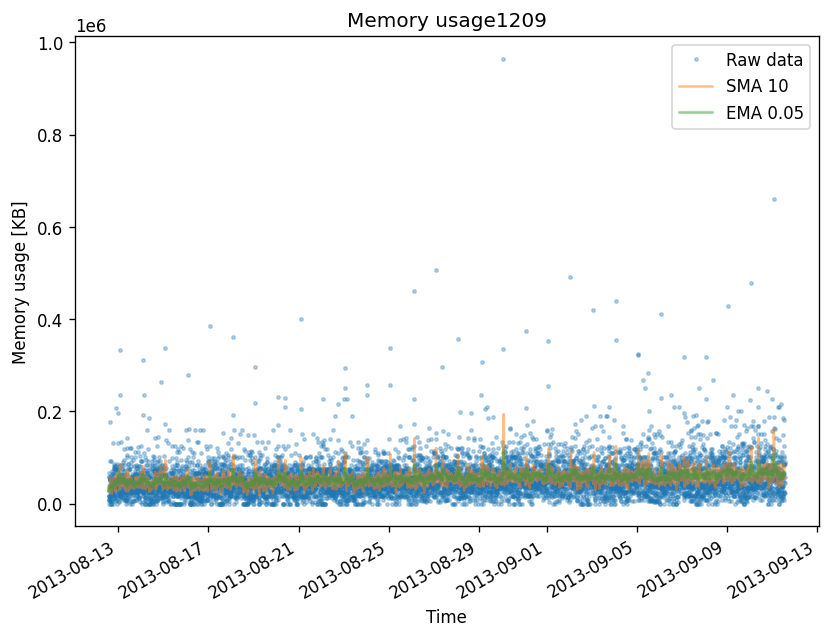 Memory usage1209
1e6
1.0
0.8
0.6
0.4
0.2
0.0
Memory usage [KB]
Raw data
SMA 10
EMA 0.05
2013-08-13
2013-08-17
2013-08-21
2013-08-25
2013-08-29
2013-09-01
2013-09-05
2013-09-09
2013-09-13
Time